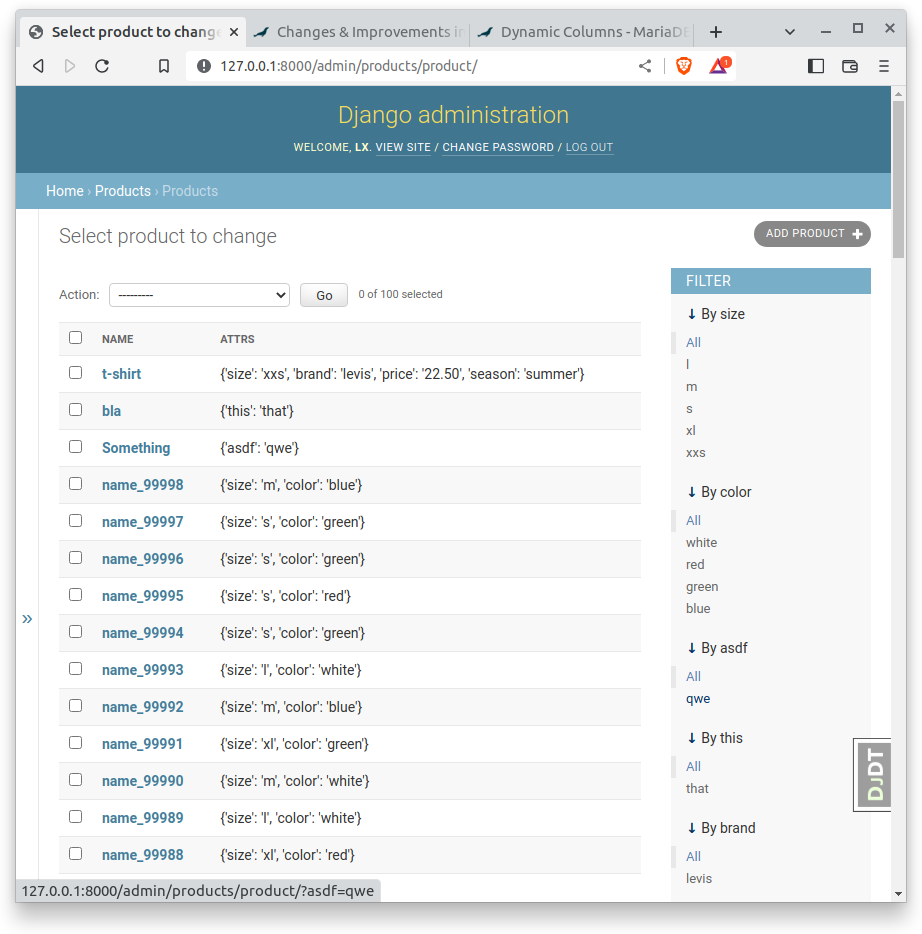 Select product to change
Changes & Improvements in
Dynamic Columns - MariaDB
127.0.0.1:8000/admin/products/product/
1
Django administration
WELCOME, LX. VIEW SITE / CHANGE PASSWORD / LOG OUT
Home › Products › Products
Select product to change
ADD PRODUCT +
Action: --------- Go 0 of 100 selected
NAME ATTRS
t-shirt {'size': 'xxs', 'brand': 'levis', 'price': '22.50', 'season': 'summer'}
bla {'this': 'that'}
Something {'asdf': 'qwe'}
name_99998 {'size': 'm', 'color': 'blue'}
name_99997 {'size': 's', 'color': 'green'}
name_99996 {'size': 's', 'color': 'green'}
name_99995 {'size': 's', 'color': 'red'}
name_99994 {'size': 's', 'color': 'green'}
name_99993 {'size': 'l', 'color': 'white'}
name_99992 {'size': 'm', 'color': 'blue'}
name_99991 {'size': 'xl', 'color': 'green'}
name_99990 {'size': 'm', 'color': 'white'}
name_99989 {'size': 'l', 'color': 'white'}
name_99988 {'size': 'xl', 'color': 'red'}
»
FILTER
↓ By size
All
l
m
s
xl
xxs
↓ By color
All
white
red
green
blue
↓ By asdf
All
qwe
↓ By this
All
that
↓ By brand
All
levis
DJDT
127.0.0.1:8000/admin/products/product/?asdf=qwe